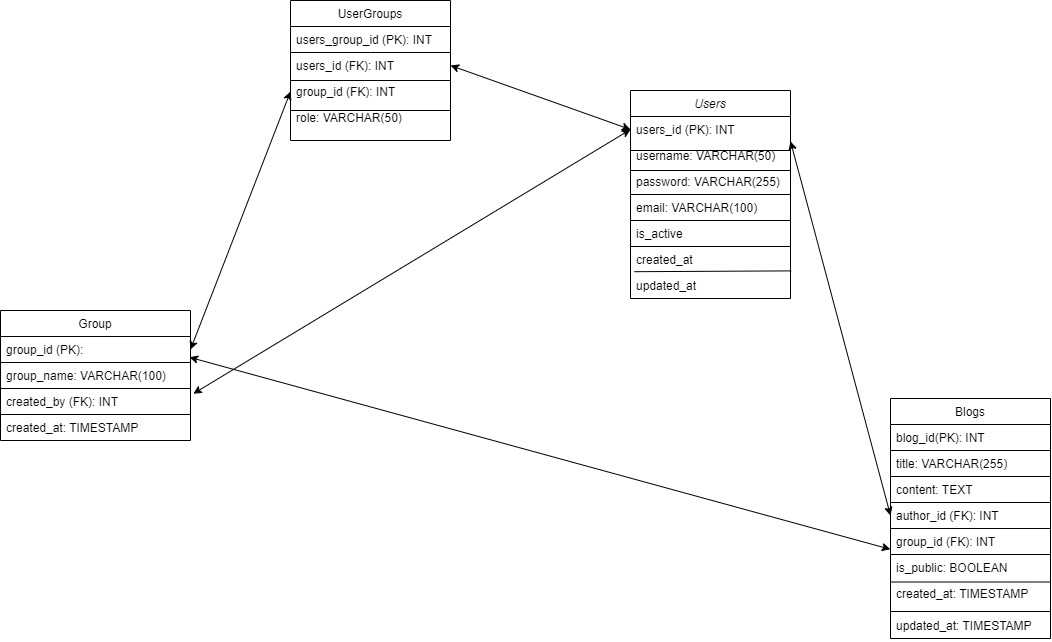 UserGroups
users_group_id (PK): INT
users_id (FK): INT
group_id (FK): INT
role: VARCHAR(50)
Users
users_id (PK): INT
username: VARCHAR(50)
password: VARCHAR(255)
email: VARCHAR(100)
is_active
created_at
updated_at
Group
group_id (PK):
group_name: VARCHAR(100)
created_by (FK): INT
created_at: TIMESTAMP
Blogs
blog_id(PK): INT
title: VARCHAR(255)
content: TEXT
author_id (FK): INT
group_id (FK): INT
is_public: BOOLEAN
created_at: TIMESTAMP
updated_at: TIMESTAMP